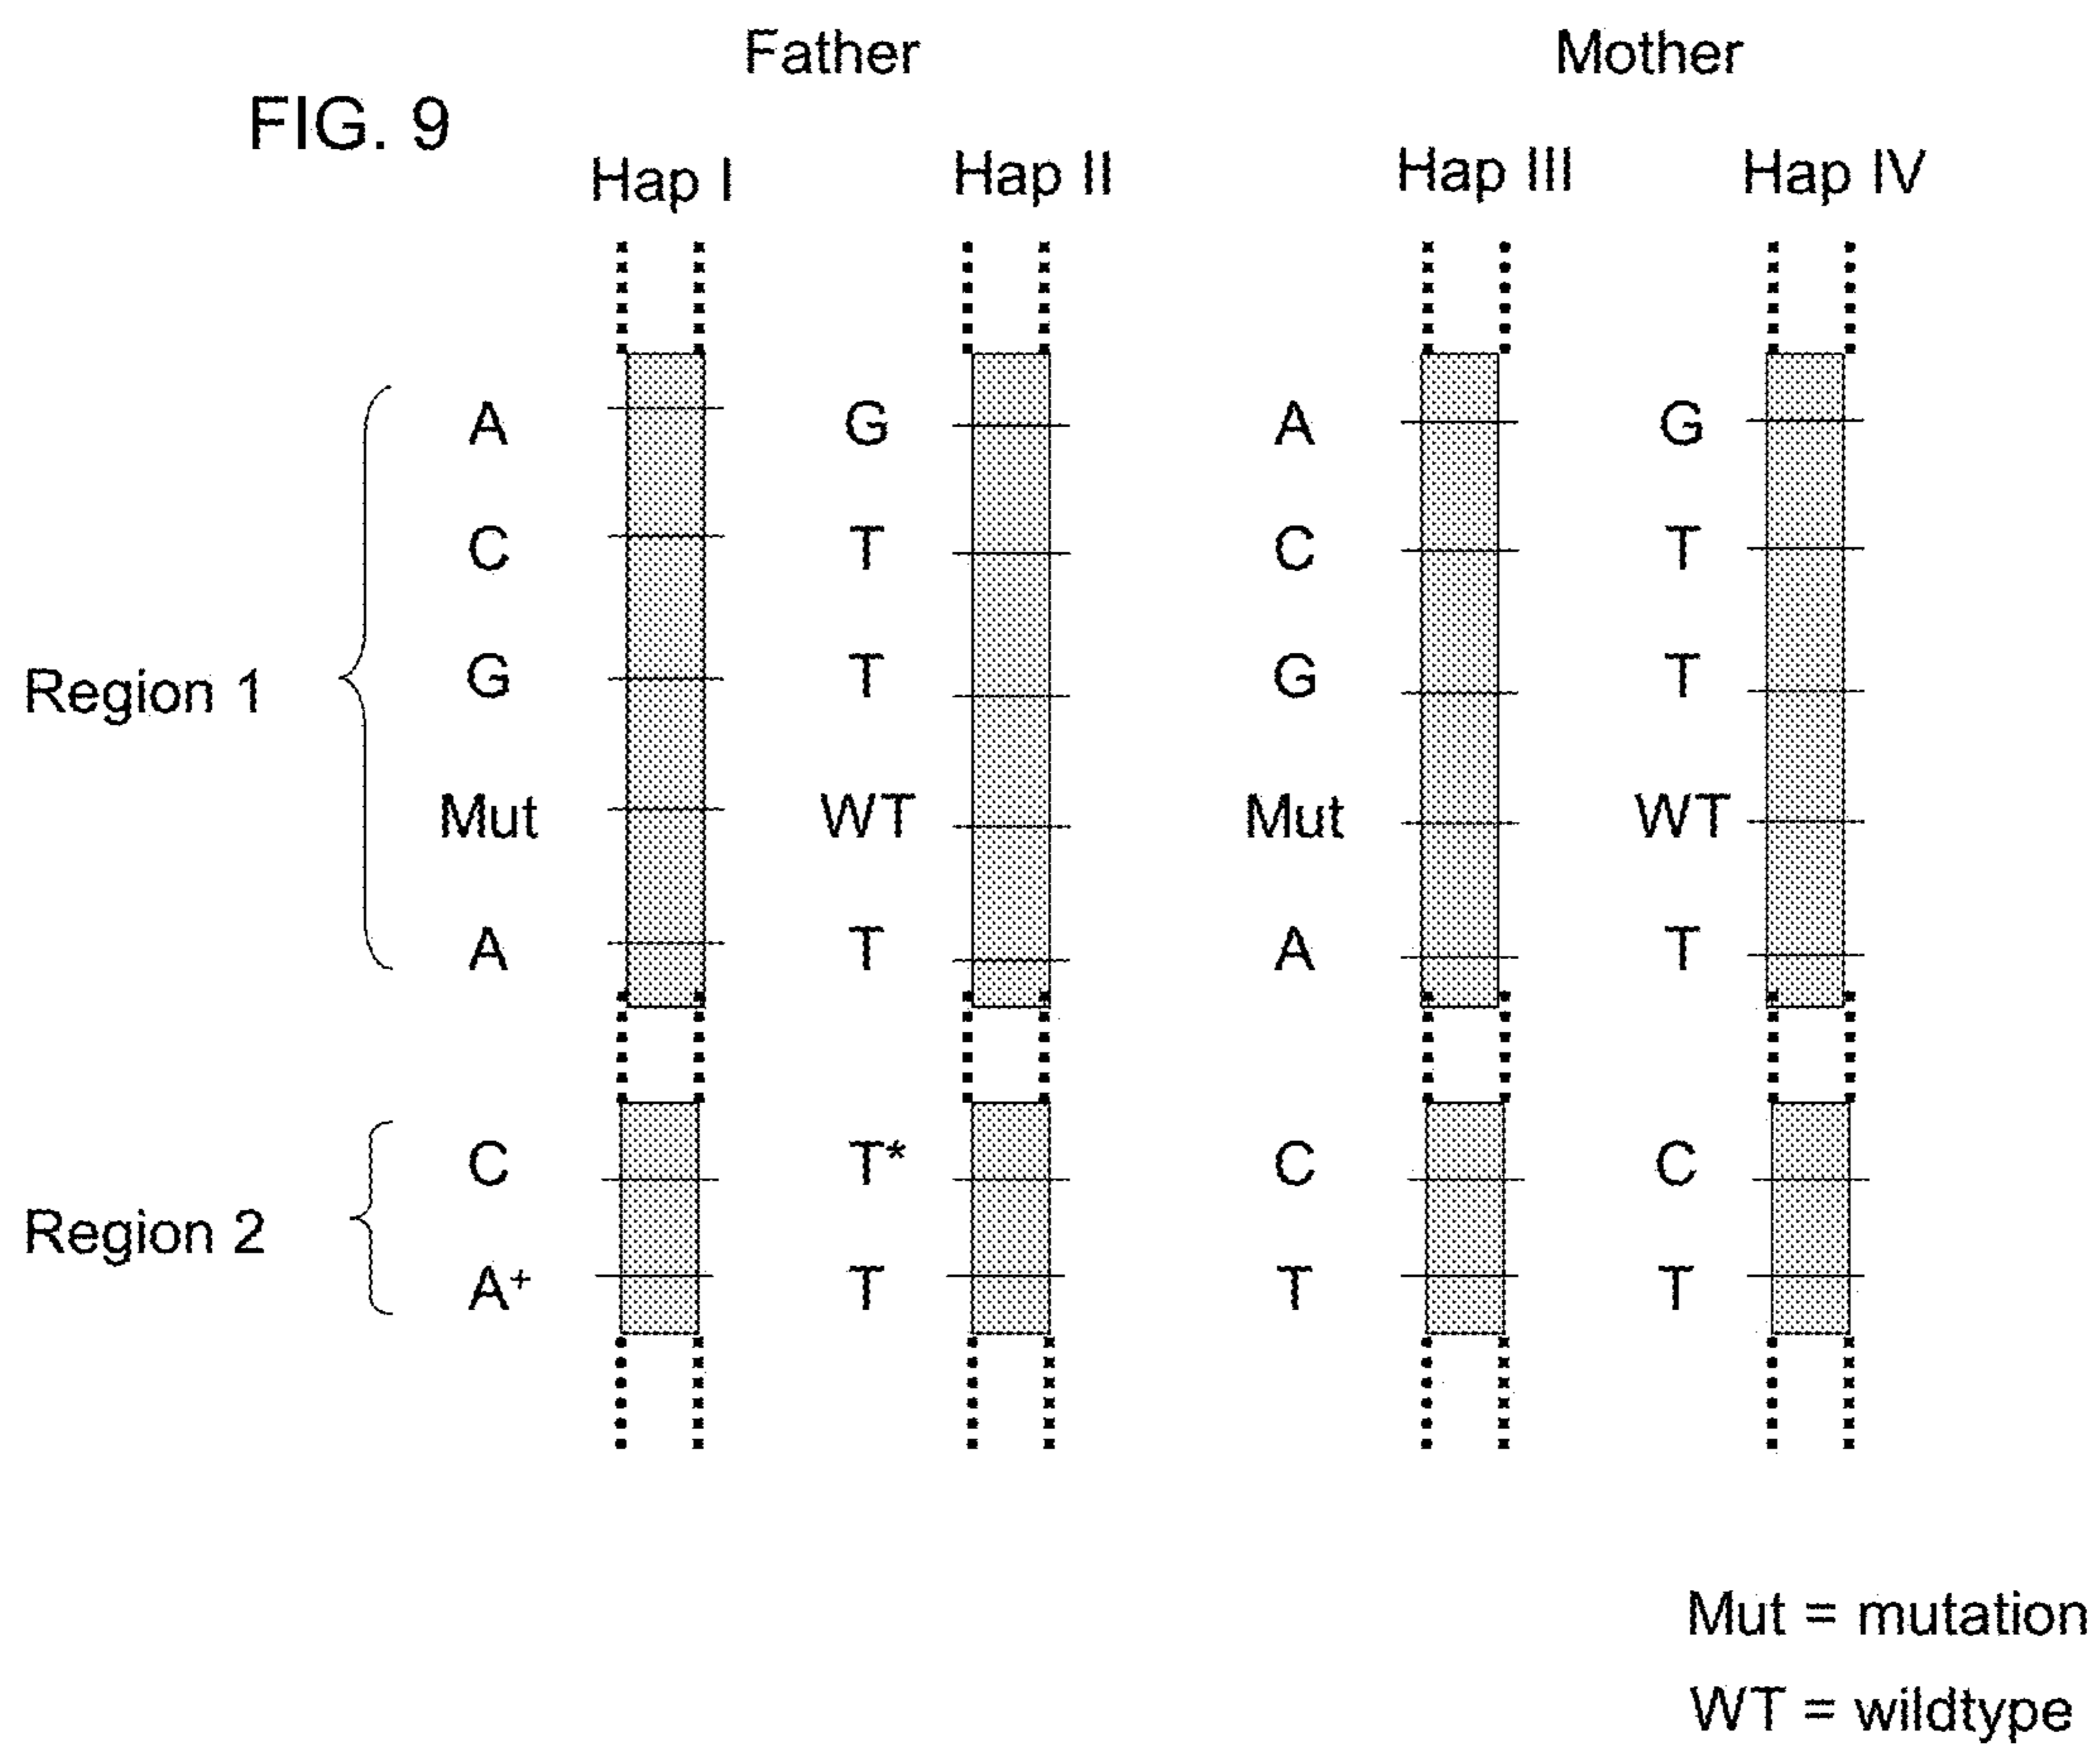 Father Mother
FIG. 9
Hap I Hap II Hap III Hap IV
A G A G
C T C T
G T G T
Region 1
Mut WT Mut WT
A T A T
C T* C C
Region 2
A+ T T T
Mut = mutation
WT = wildtype